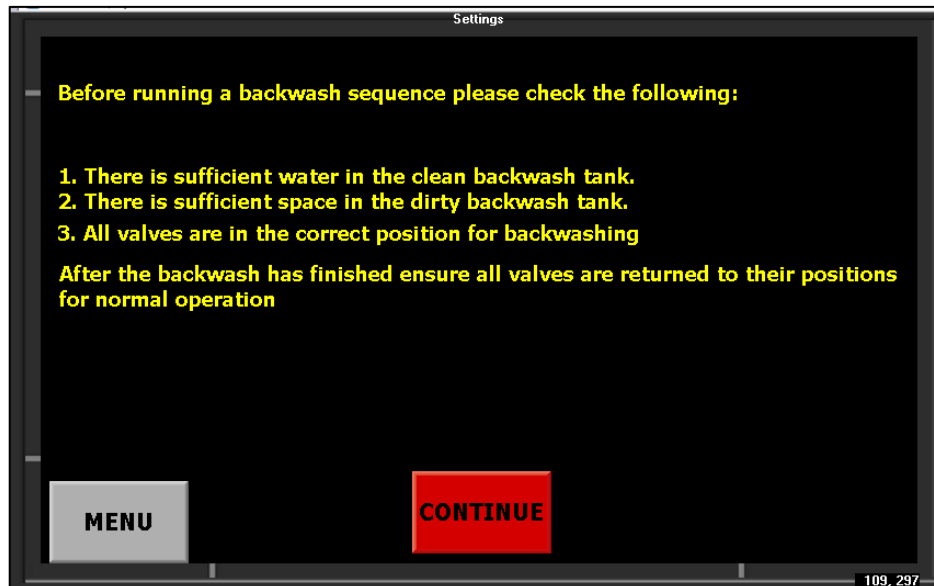 Settings
Before running a backwash sequence please check the following:
1. There is sufficient water in the clean backwash tank.
2. There is sufficient space in the dirty backwash tank.
3. All valves are in the correct position for backwashing
After the backwash has finished ensure all valves are returned to their positions
for normal operation
MENU
CONTINUE
109, 297